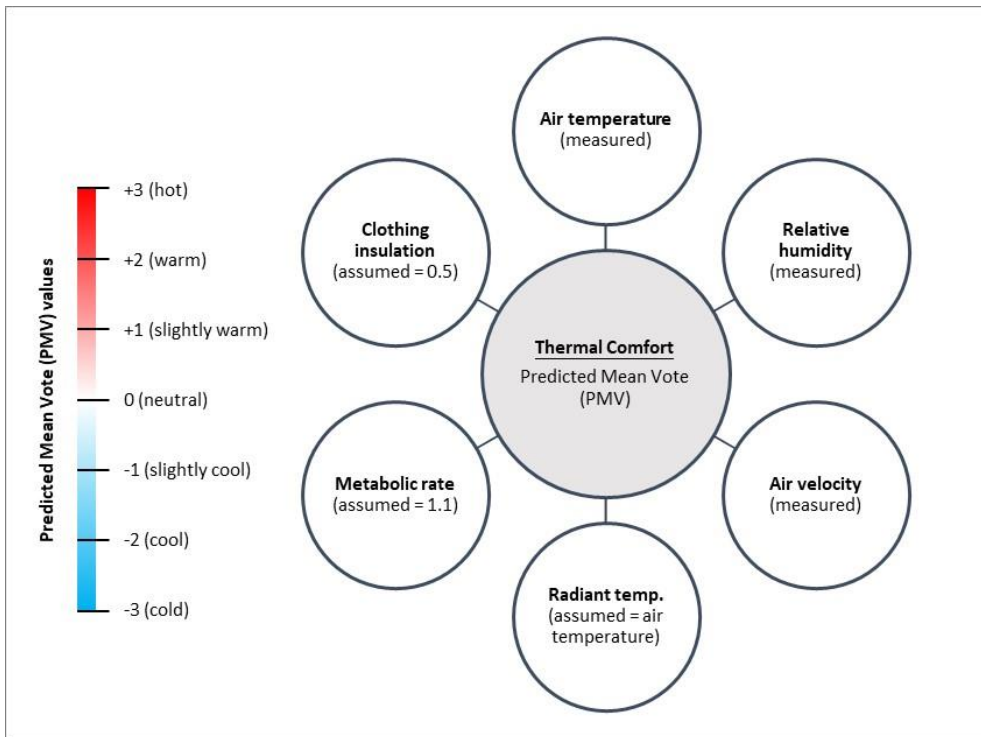 Predicted Mean Vote (PMV) values
+3 (hot)
+2 (warm)
+1 (slightly warm)
0 (neutral)
-1 (slightly cool)
-2 (cool)
-3 (cold)
Air temperature
(measured)
Clothing
insulation
(assumed = 0.5)
Relative
humidity
(measured)
Thermal Comfort
Predicted Mean Vote
(PMV)
Metabolic rate
(assumed = 1.1)
Air velocity
(measured)
Radiant temp.
(assumed = air
temperature)